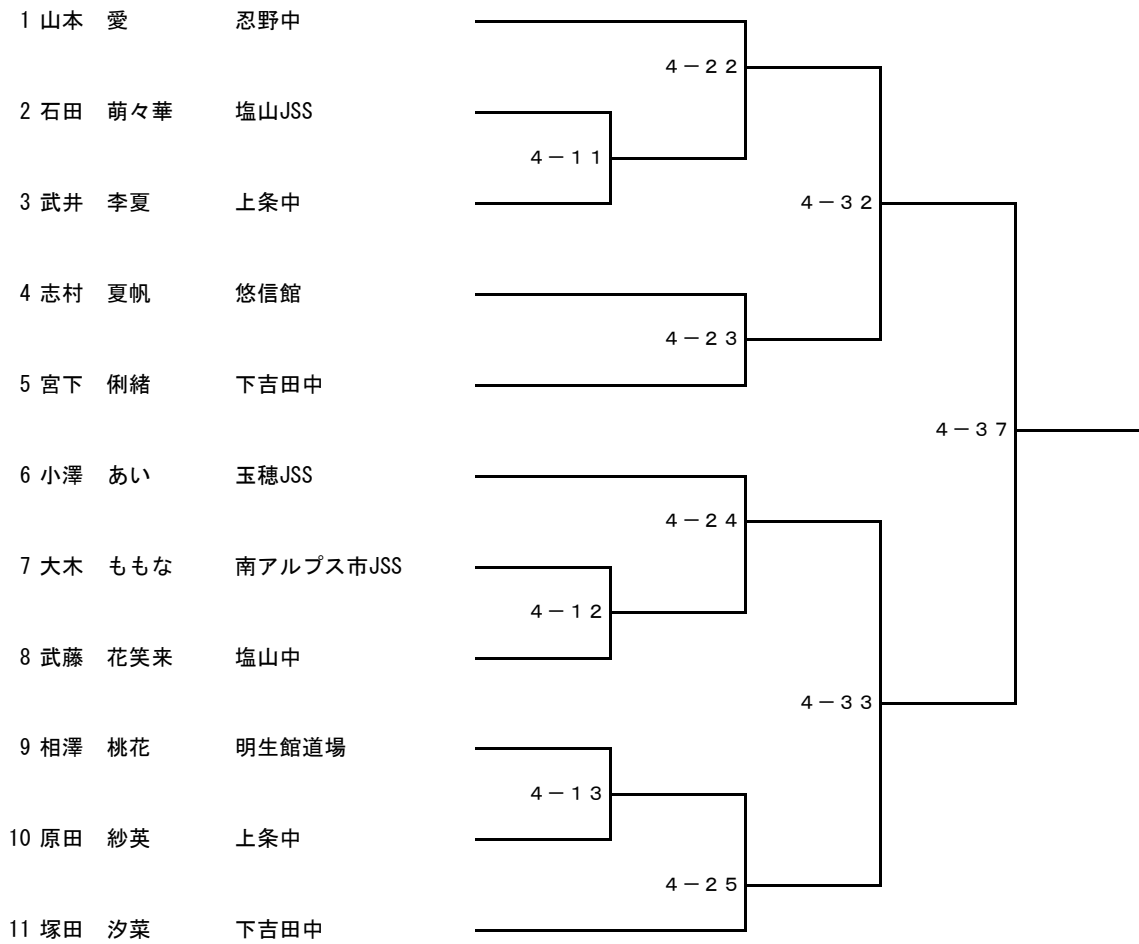 1 山本 愛 忍野中
4－22
2 石田 萌々華 塩山JSS
4－11
3 武井 李夏 上条中
4－32
4 志村 夏帆 悠信館
4－23
5 宮下 俐緒 下吉田中
4－37
6 小澤 あい 玉穂JSS
4－24
7 大木 ももな 南アルプス市JSS
4－12
8 武藤 花笑来 塩山中
4－33
9 相澤 桃花 明生館道場
4－13
10 原田 紗英 上条中
4－25
11 塚田 汐菜 下吉田中